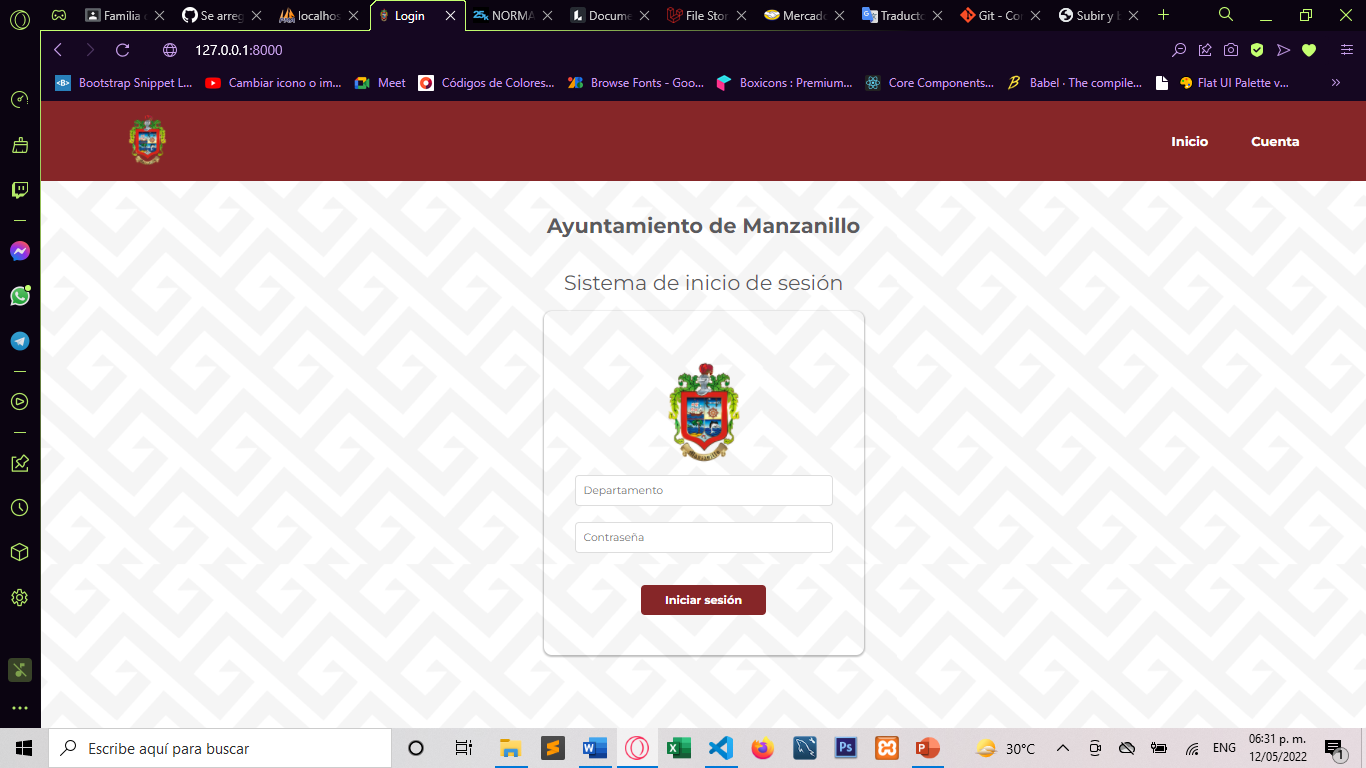 Familia
Se arreg
localhos
Login
NORMA
Docume
File Stor
Mercad
Traducto
Git - Co
Subir y
127.0.0.1:8000
Bootstrap Snippet L...
Cambiar icono o im...
Meet
Códigos de Colores...
Browse Fonts - Goo...
Boxicons : Premium...
Core Components...
Babel · The compile...
Flat UI Palette v...
Inicio
Cuenta
Ayuntamiento de Manzanillo
Sistema de inicio de sesión
Departamento
Contraseña
Iniciar sesión
Escribe aquí para buscar
30°C
ENG
06:31 p. m.
12/05/2022
1